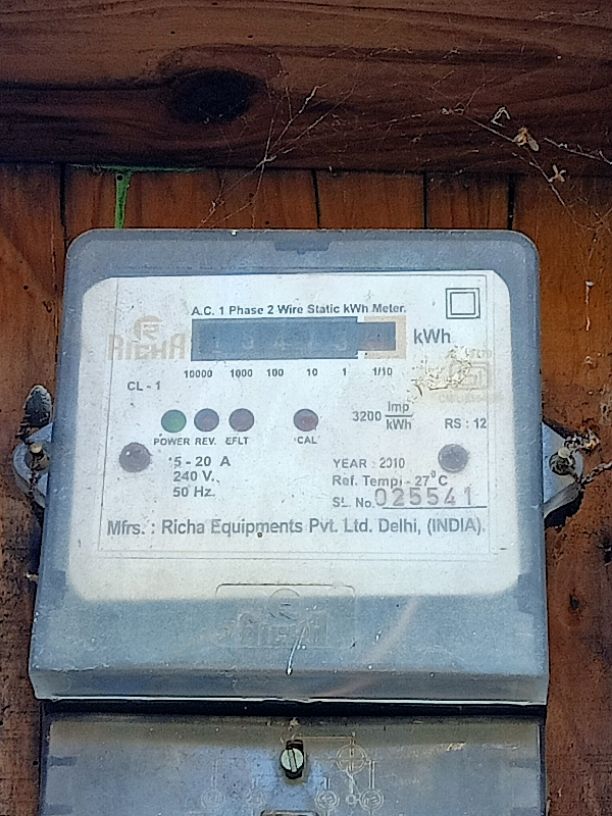 A.C. 1 Phase 2 Wire Static kWh Meter.
RICHA
kWh
10000 1000 100 10 1 1/10
CL - 1
3200 Imp/kWh
RS : 12
POWER REV. EFLT CAL
5 - 20 A
240 V.
50 Hz.
YEAR : 2010
Ref. Temp. - 27°C
SL. No. 025541
Mfrs. : Richa Equipments Pvt. Ltd. Delhi, (INDIA).
RICHA